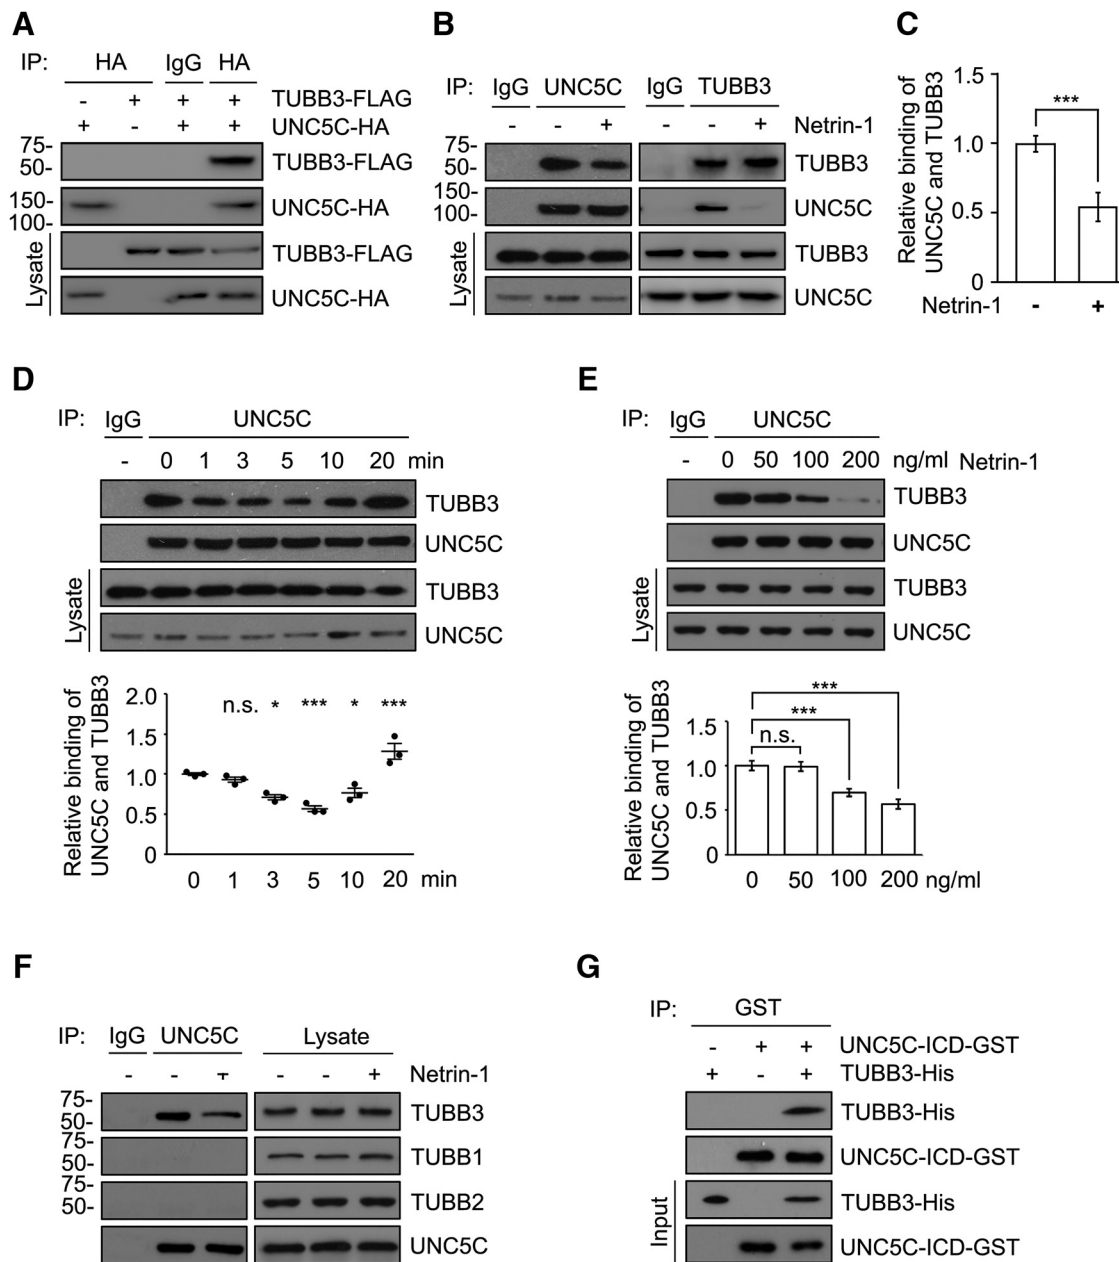 A
IP: HA IgG HA
- + + + TUBB3-FLAG
+ - + + UNC5C-HA
75-
50- TUBB3-FLAG
150-
100- UNC5C-HA
Lysate
TUBB3-FLAG
UNC5C-HA
B
IP: IgG UNC5C IgG TUBB3
- - + - - + Netrin-1
75-
50- TUBB3
150-
100- UNC5C
Lysate
TUBB3
UNC5C
C
Relative binding of
UNC5C and TUBB3
1.5
1.0
0.5
0
***
Netrin-1 - +
D
IP: IgG UNC5C
- 0 1 3 5 10 20 min
TUBB3
UNC5C
Lysate
TUBB3
UNC5C
Relative binding of
UNC5C and TUBB3
2.0
1.5
1.0
0.5
0
n.s. * *** * ***
0 1 3 5 10 20 min
E
IP: IgG UNC5C
- 0 50 100 200 ng/ml Netrin-1
TUBB3
UNC5C
Lysate
TUBB3
UNC5C
Relative binding of
UNC5C and TUBB3
1.5
1.0
0.5
0
***
***
n.s.
0 50 100 200 ng/ml
F
IP: IgG UNC5C Lysate
- - + - - + Netrin-1
75-
50- TUBB3
75-
50- TUBB1
75-
50- TUBB2
UNC5C
G
IP: GST
- + + UNC5C-ICD-GST
+ - + TUBB3-His
TUBB3-His
UNC5C-ICD-GST
Input
TUBB3-His
UNC5C-ICD-GST